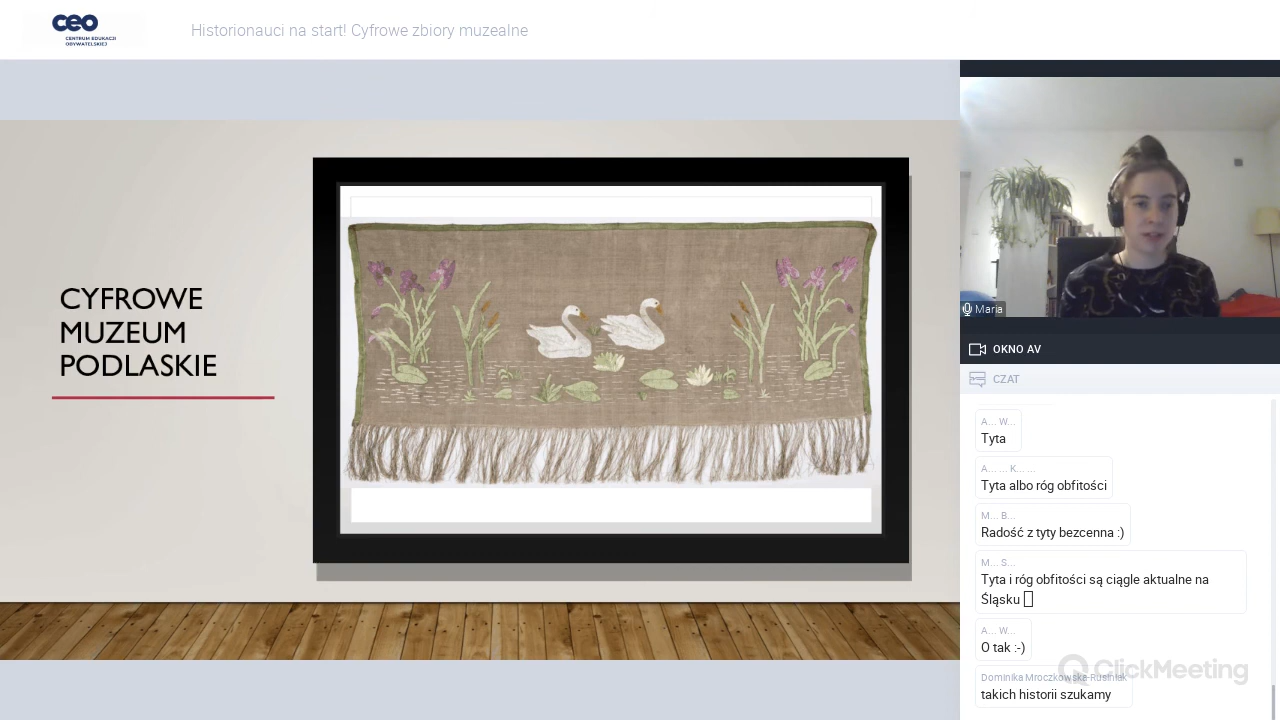 ceo
CENTRUM EDUKACJI
OBYWATELSKIEJ
Historionauci na start! Cyfrowe zbiory muzealne
CYFROWE
MUZEUM
PODLASKIE
Maria
OKNO AV
CZAT
A... W...
Tyta
A... ... K... ...
Tyta albo róg obfitości
M... B...
Radość z tyty bezcenna :)
M... S...
Tyta i róg obfitości są ciągle aktualne na
Śląsku
A... W...
O tak :-)
Dominika Mroczkowska-Rusiniak
takich historii szukamy
ClickMeeting